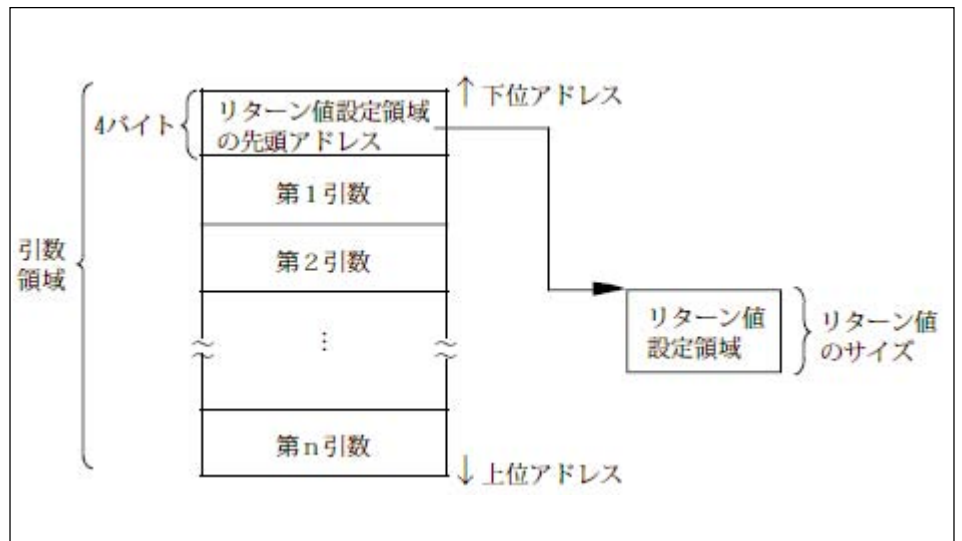 ↑下位アドレス
4バイト
リターン値設定領域
の先頭アドレス
第1引数
引数
領域
第2引数
⋮
リターン値
設定領域
リターン値
のサイズ
第n引数
↓上位アドレス